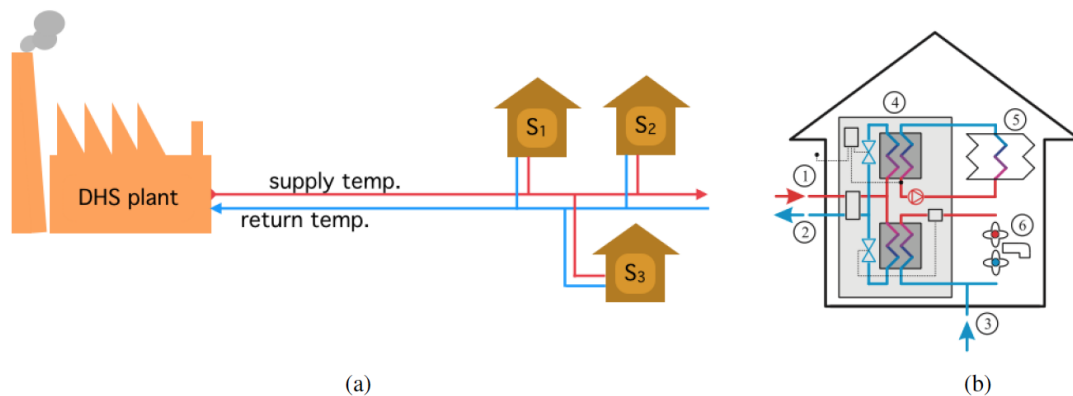 DHS plant
supply temp.
return temp.
S1
S2
S3
(a)
1
2
3
4
5
6
(b)